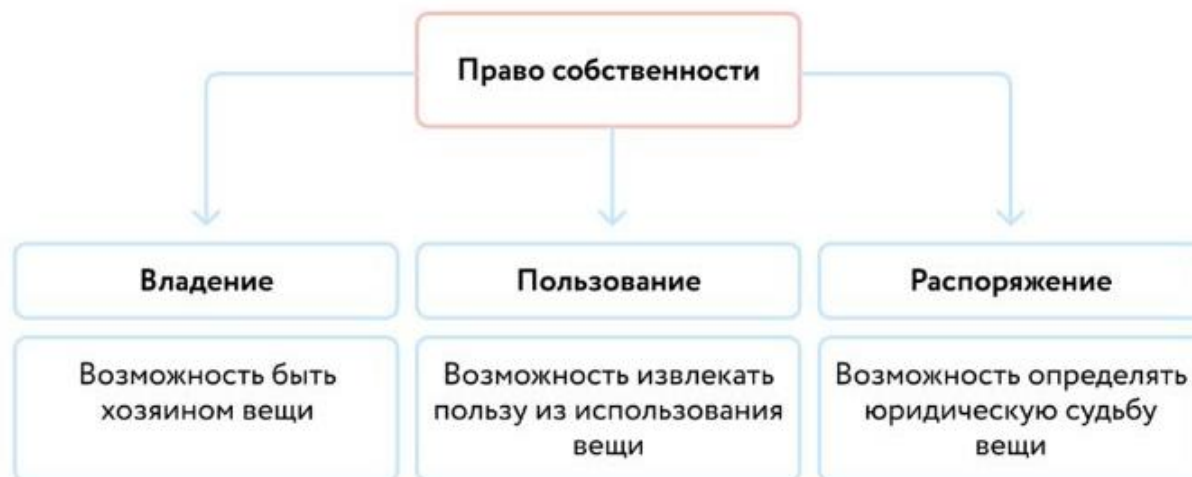 Право собственности
Владение
Пользование
Распоряжение
Возможность быть
хозяином вещи
Возможность извлекать
пользу из использования
вещи
Возможность определять
юридическую судьбу
вещи